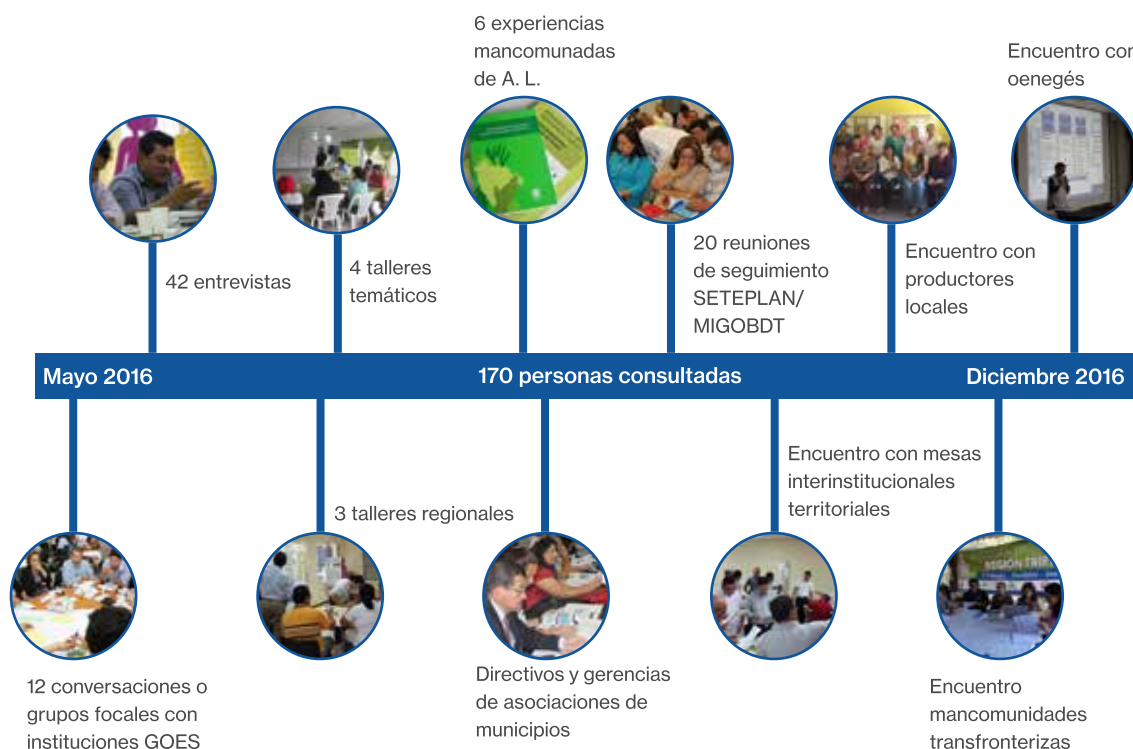 6 experiencias
mancomunadas
de A. L.
Encuentro con
oenegés
42 entrevistas
4 talleres
temáticos
20 reuniones
de seguimiento
SETEPLAN/
MIGOBDT
Encuentro con
productores
locales
Mayo 2016
170 personas consultadas
Diciembre 2016
12 conversaciones o
grupos focales con
instituciones GOES
3 talleres regionales
Directivos y gerencias
de asociaciones de
municipios
Encuentro con mesas
interinstitucionales
territoriales
REGIÓN
Encuentro
mancomunidades
transfronterizas